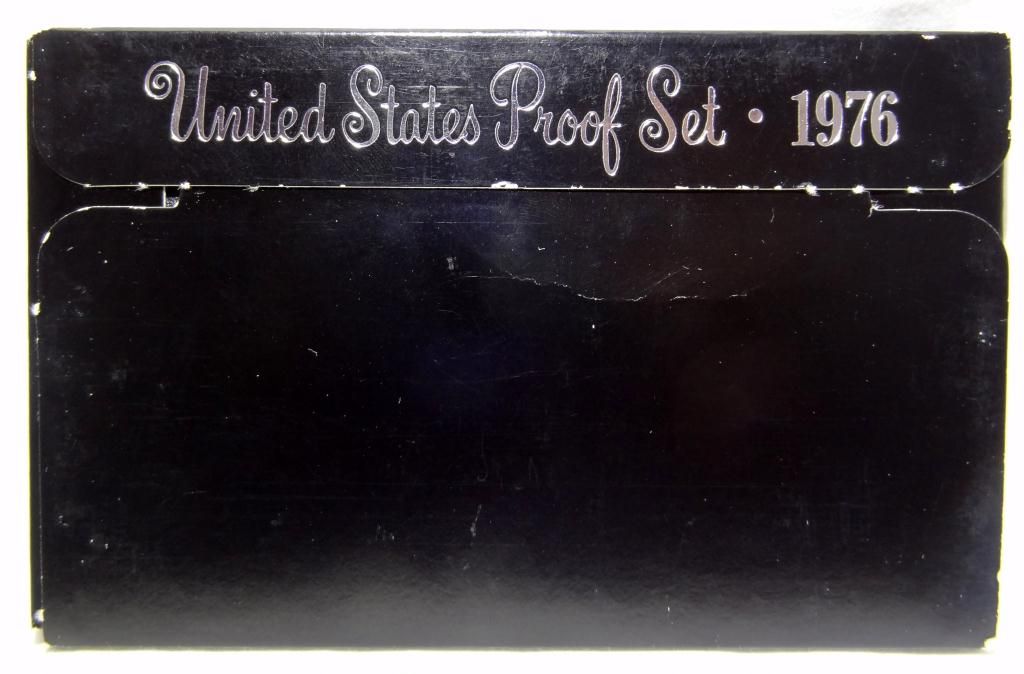 United States Proof Set • 1976